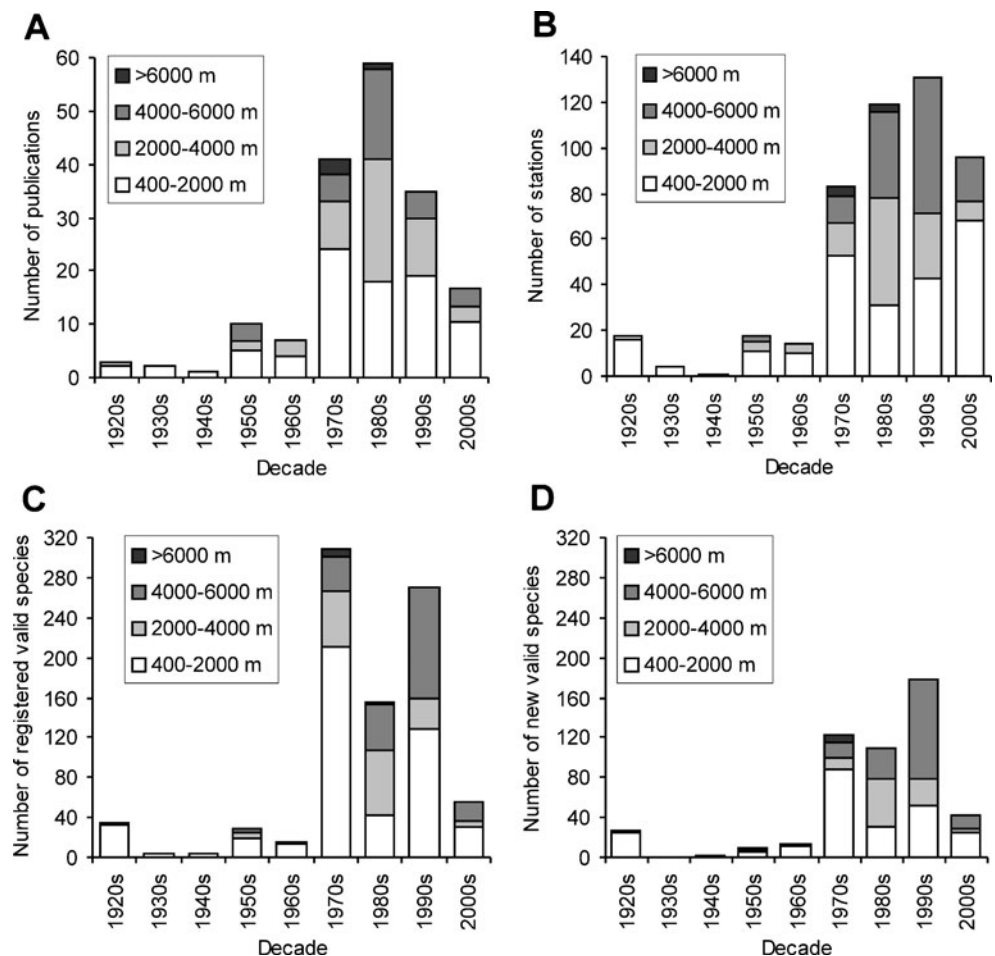 A
Number of publications
60
50
40
30
20
10
0
>6000 m
4000-6000 m
2000-4000 m
400-2000 m
1920s
1930s
1940s
1950s
1960s
1970s
1980s
1990s
2000s
Decade
B
Number of stations
140
120
100
80
60
40
20
0
>6000 m
4000-6000 m
2000-4000 m
400-2000 m
1920s
1930s
1940s
1950s
1960s
1970s
1980s
1990s
2000s
Decade
C
Number of registered valid species
320
280
240
200
160
120
80
40
0
>6000 m
4000-6000 m
2000-4000 m
400-2000 m
1920s
1930s
1940s
1950s
1960s
1970s
1980s
1990s
2000s
Decade
D
Number of new valid species
320
280
240
200
160
120
80
40
0
>6000 m
4000-6000 m
2000-4000 m
400-2000 m
1920s
1930s
1940s
1950s
1960s
1970s
1980s
1990s
2000s
Decade